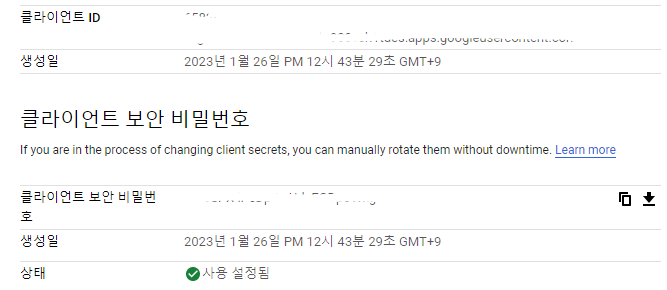 클라이언트 ID
생성일
2023년 1월 26일 PM 12시 43분 29초 GMT+9
클라이언트 보안 비밀번호
If you are in the process of changing client secrets, you can manually rotate them without downtime. Learn more
클라이언트 보안 비밀번
호
생성일
2023년 1월 26일 PM 12시 43분 29초 GMT+9
상태
사용 설정됨